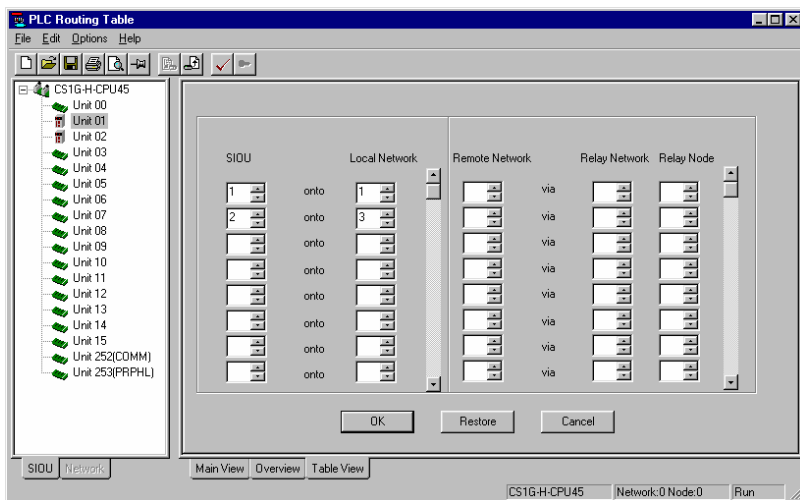 PLC Routing Table
File Edit Options Help
CS1G-H-CPU45
Unit 00
Unit 01
Unit 02
Unit 03
Unit 04
Unit 05
Unit 06
Unit 07
Unit 08
Unit 09
Unit 10
Unit 11
Unit 12
Unit 13
Unit 14
Unit 15
Unit 252(COMM)
Unit 253(PRPHL)
SIOU Network
SIOU Local Network Remote Network Relay Network Relay Node
1 onto 1 via
2 onto 3 via
onto via
onto via
onto via
onto via
onto via
onto via
OK Restore Cancel
Main View Overview Table View
CS1G-H-CPU45 Network:0 Node:0 Run